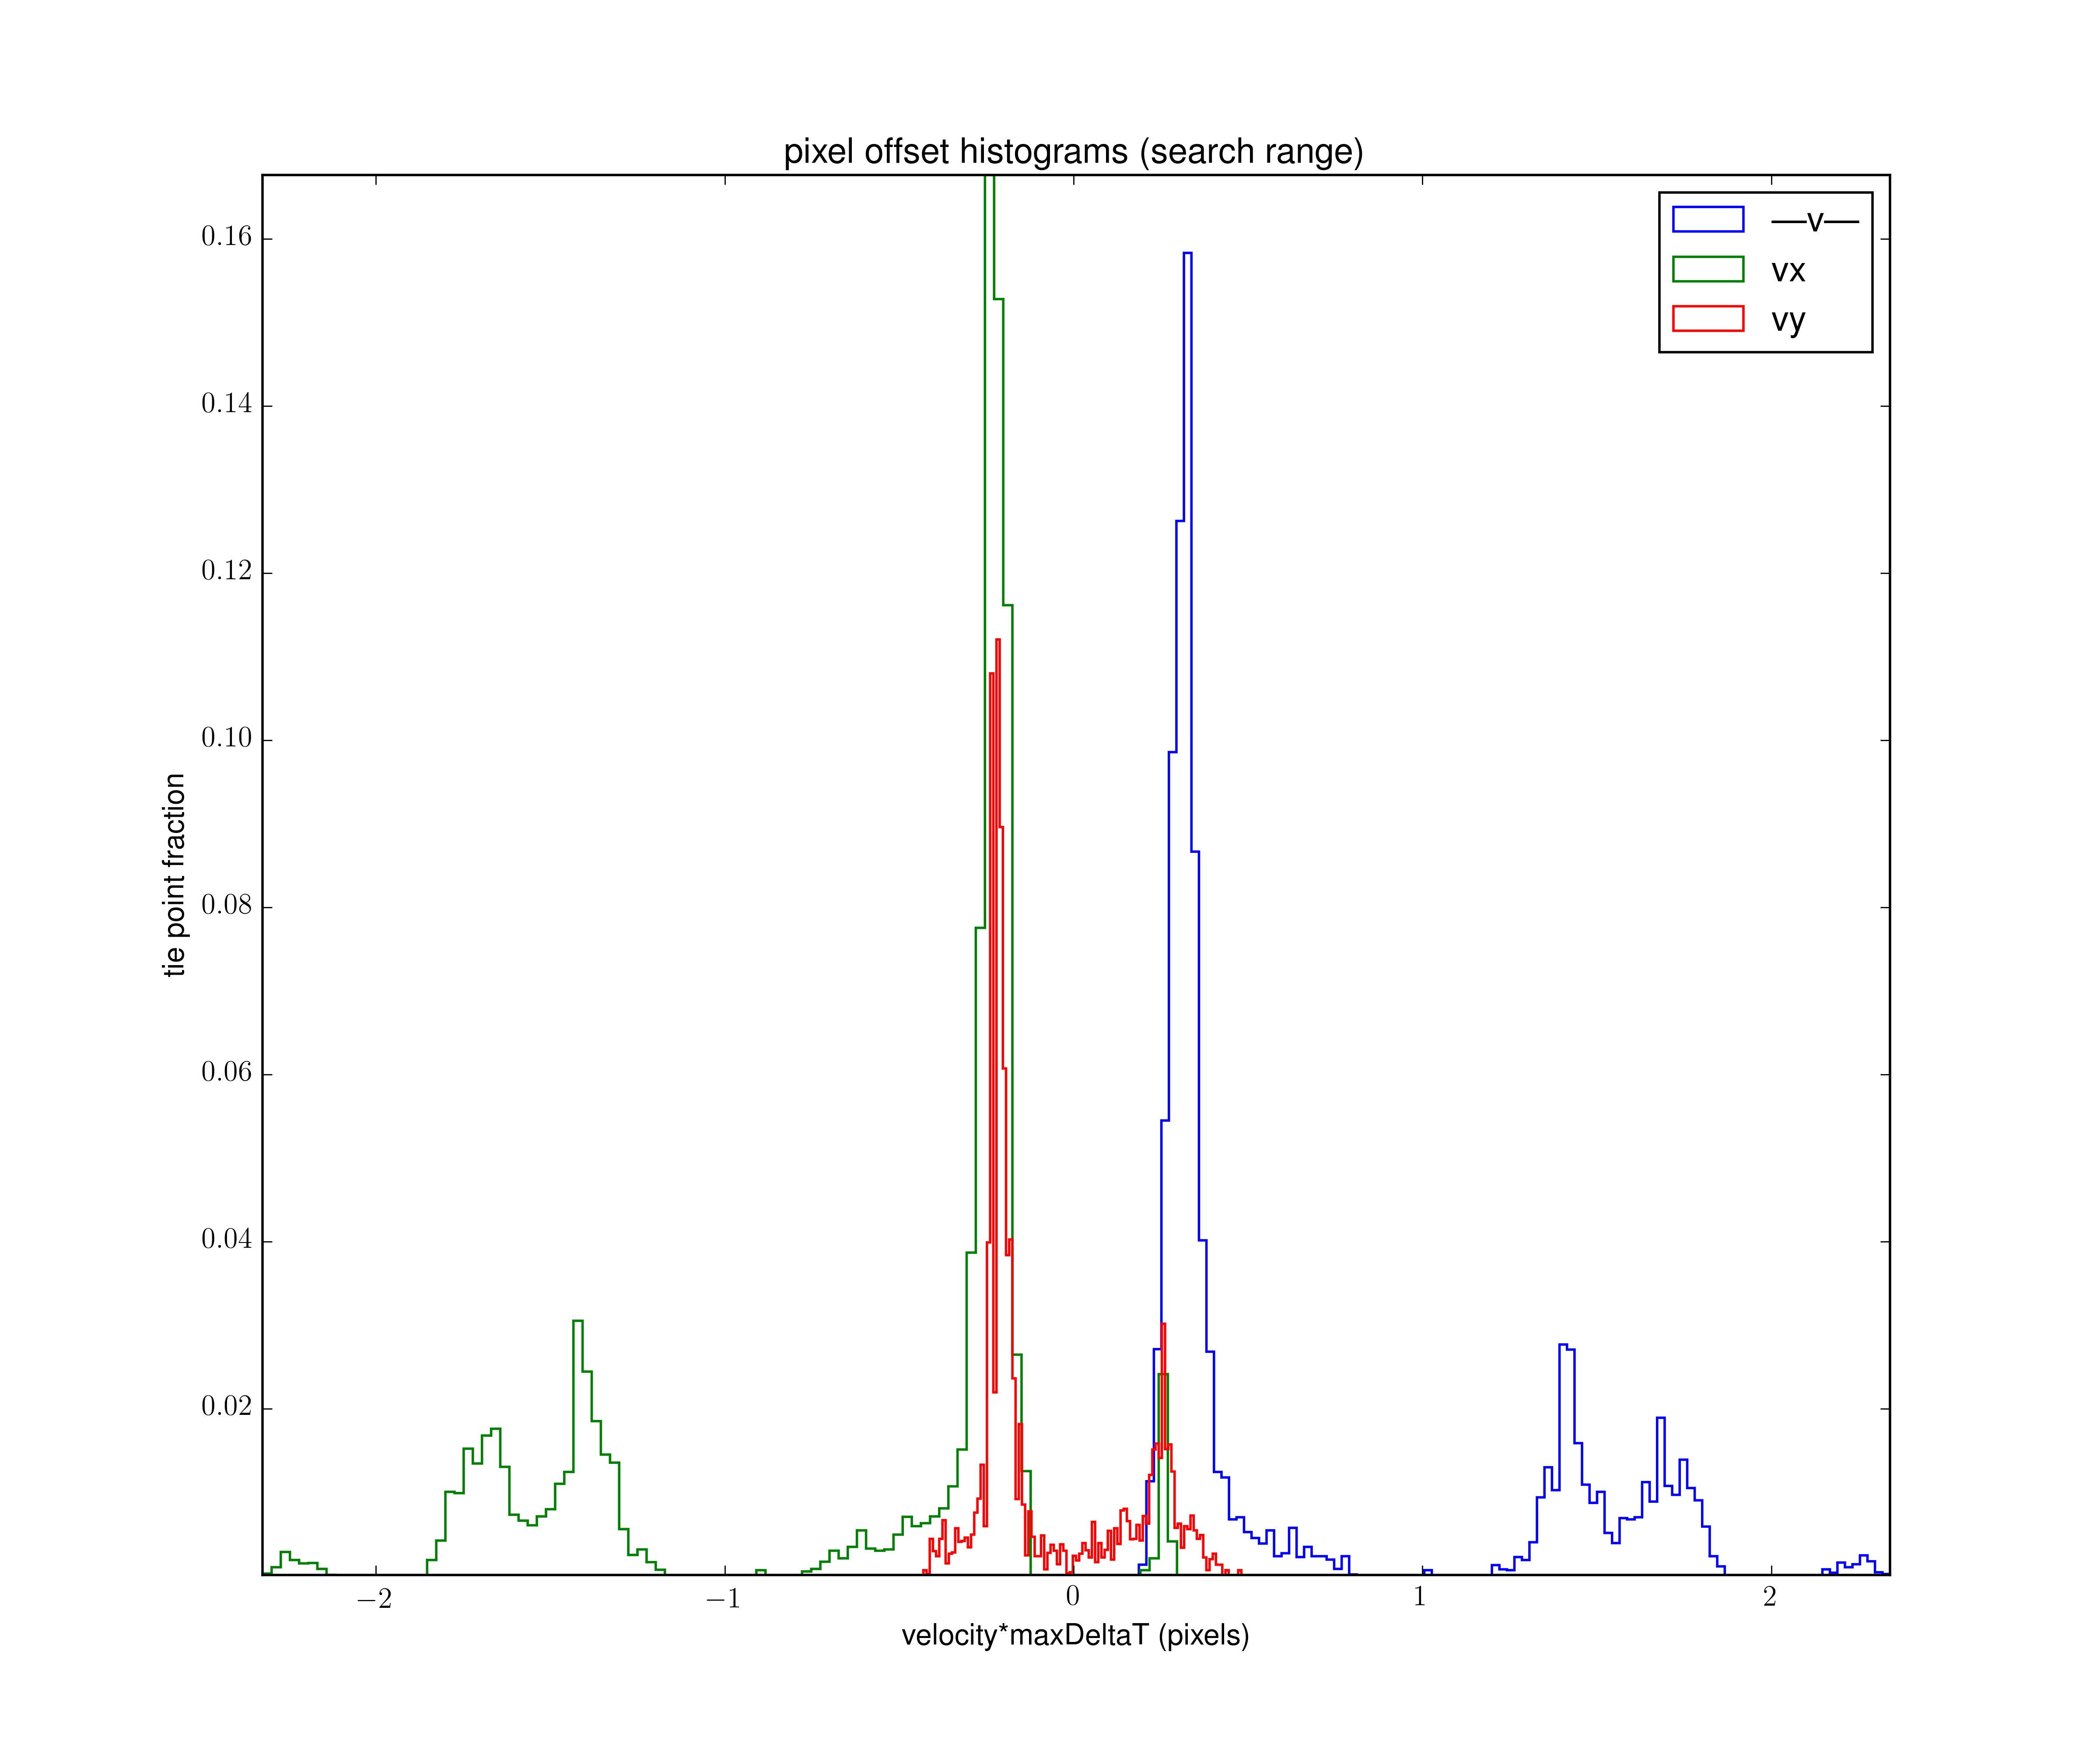 pixel offset histograms (search range)
—v—
vx
vy
0.16
0.14
0.12
0.10
0.08
0.06
0.04
0.02
tie point fraction
−2 −1 0 1 2
velocity*maxDeltaT (pixels)